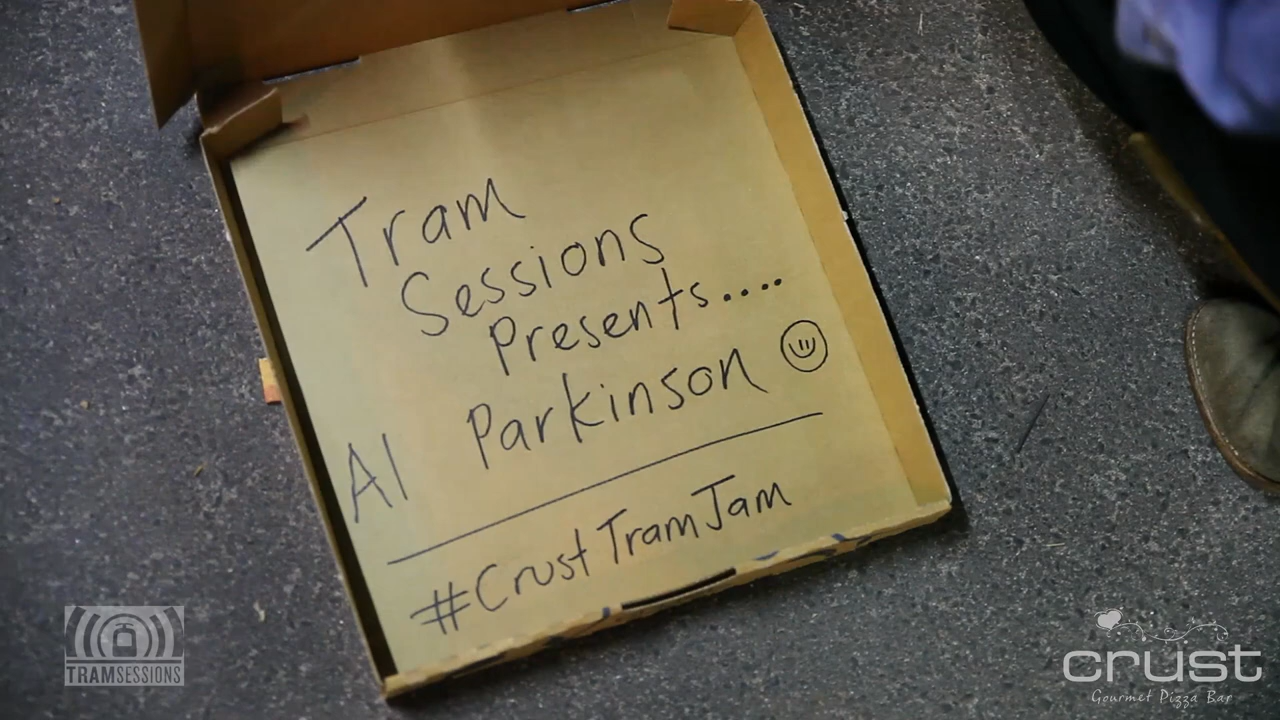 Tram
Sessions
Presents....
Al Parkinson
#CrustTramJam
TRAMSESSIONS
crust
Gourmet Pizza Bar